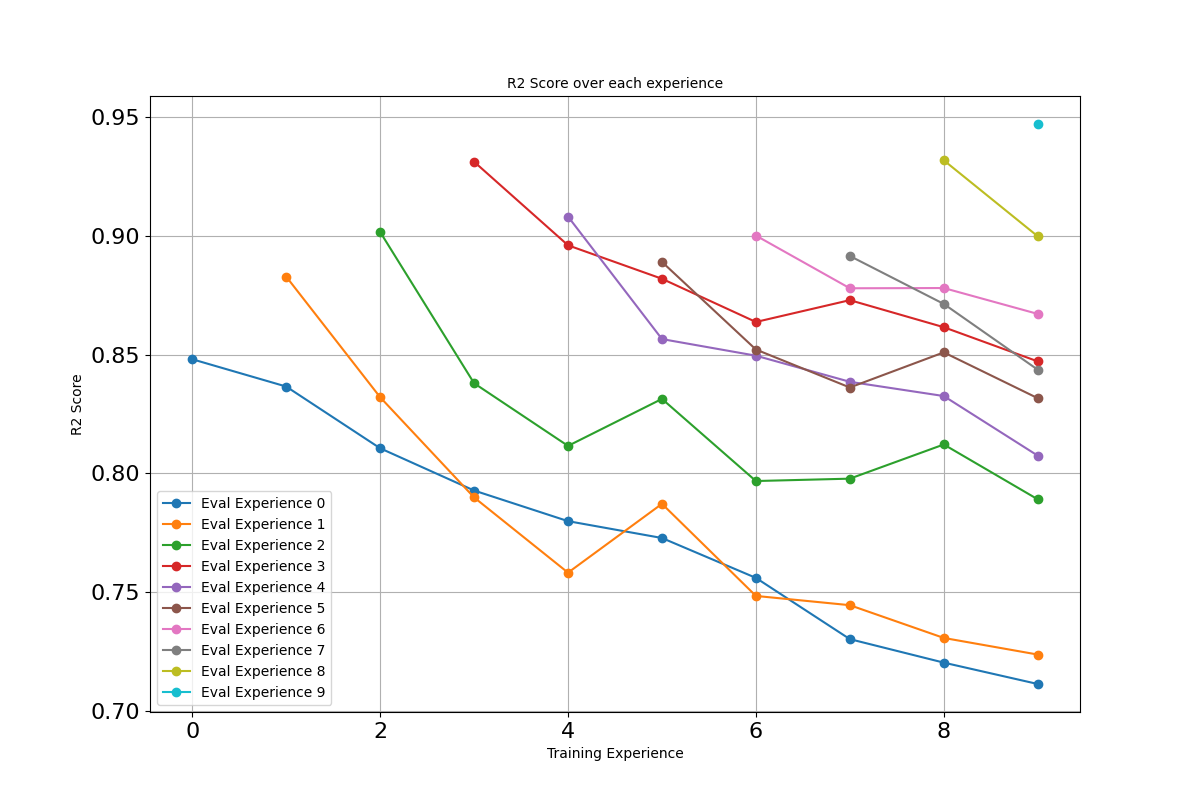 R2 Score over each experience
0.95
0.90
0.85
0.80
0.75
0.70
R2 Score
Eval Experience 0
Eval Experience 1
Eval Experience 2
Eval Experience 3
Eval Experience 4
Eval Experience 5
Eval Experience 6
Eval Experience 7
Eval Experience 8
Eval Experience 9
0 2 4 6 8
Training Experience